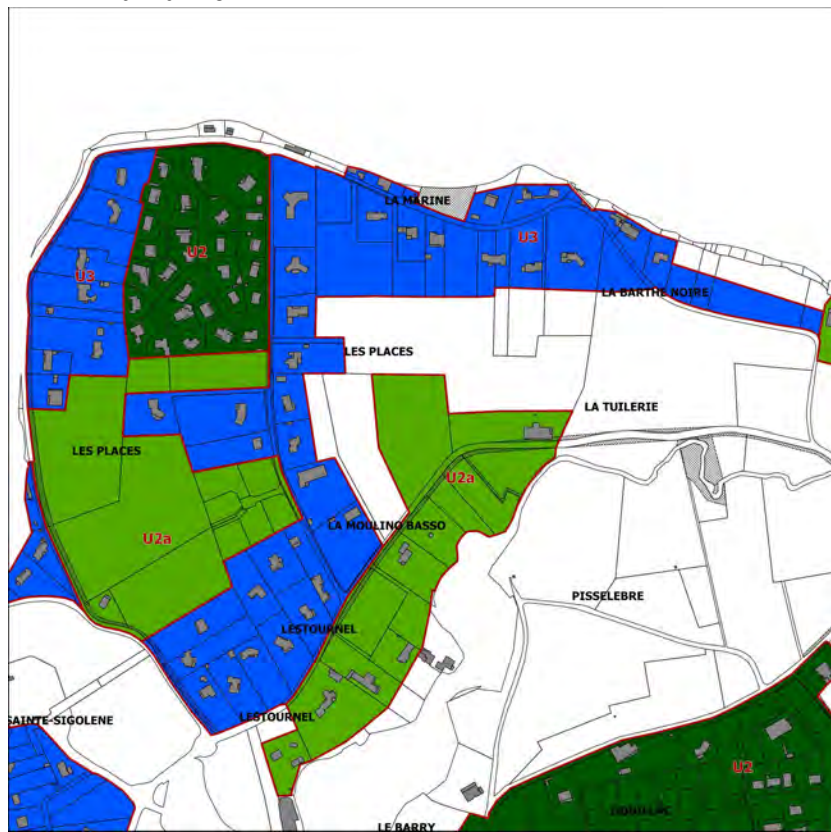 LA MARINE
U3
U2
U3
LA BARTHE NOIRE
LES PLACES
LA TUILERIE
LES PLACES
U2a
LA MOULINO BASSO
U2a
PISSELEBRE
LESTOURNEL
LESTOURNEL
SAINTE-SIGOLENE
U2
LE BARRY